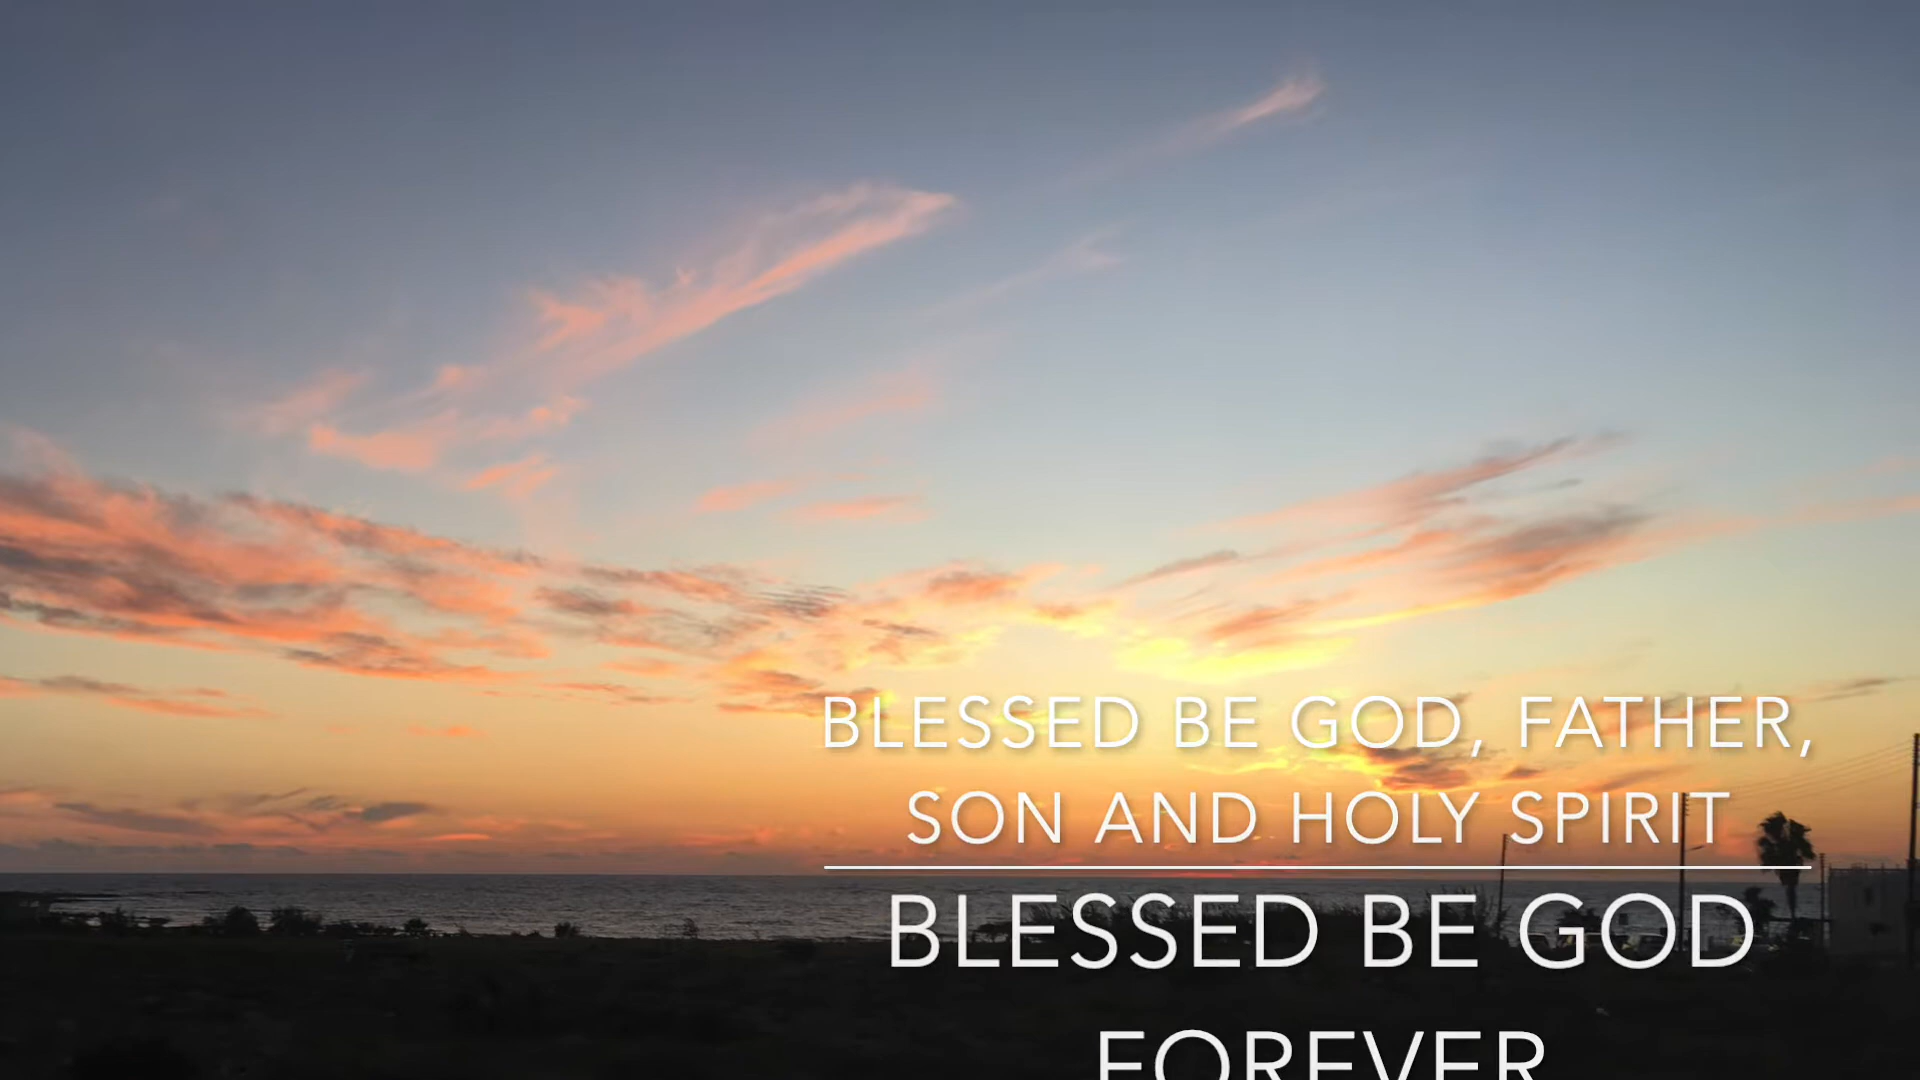 BLESSED BE GOD, FATHER,
SON AND HOLY SPIRIT
BLESSED BE GOD
FOREVER